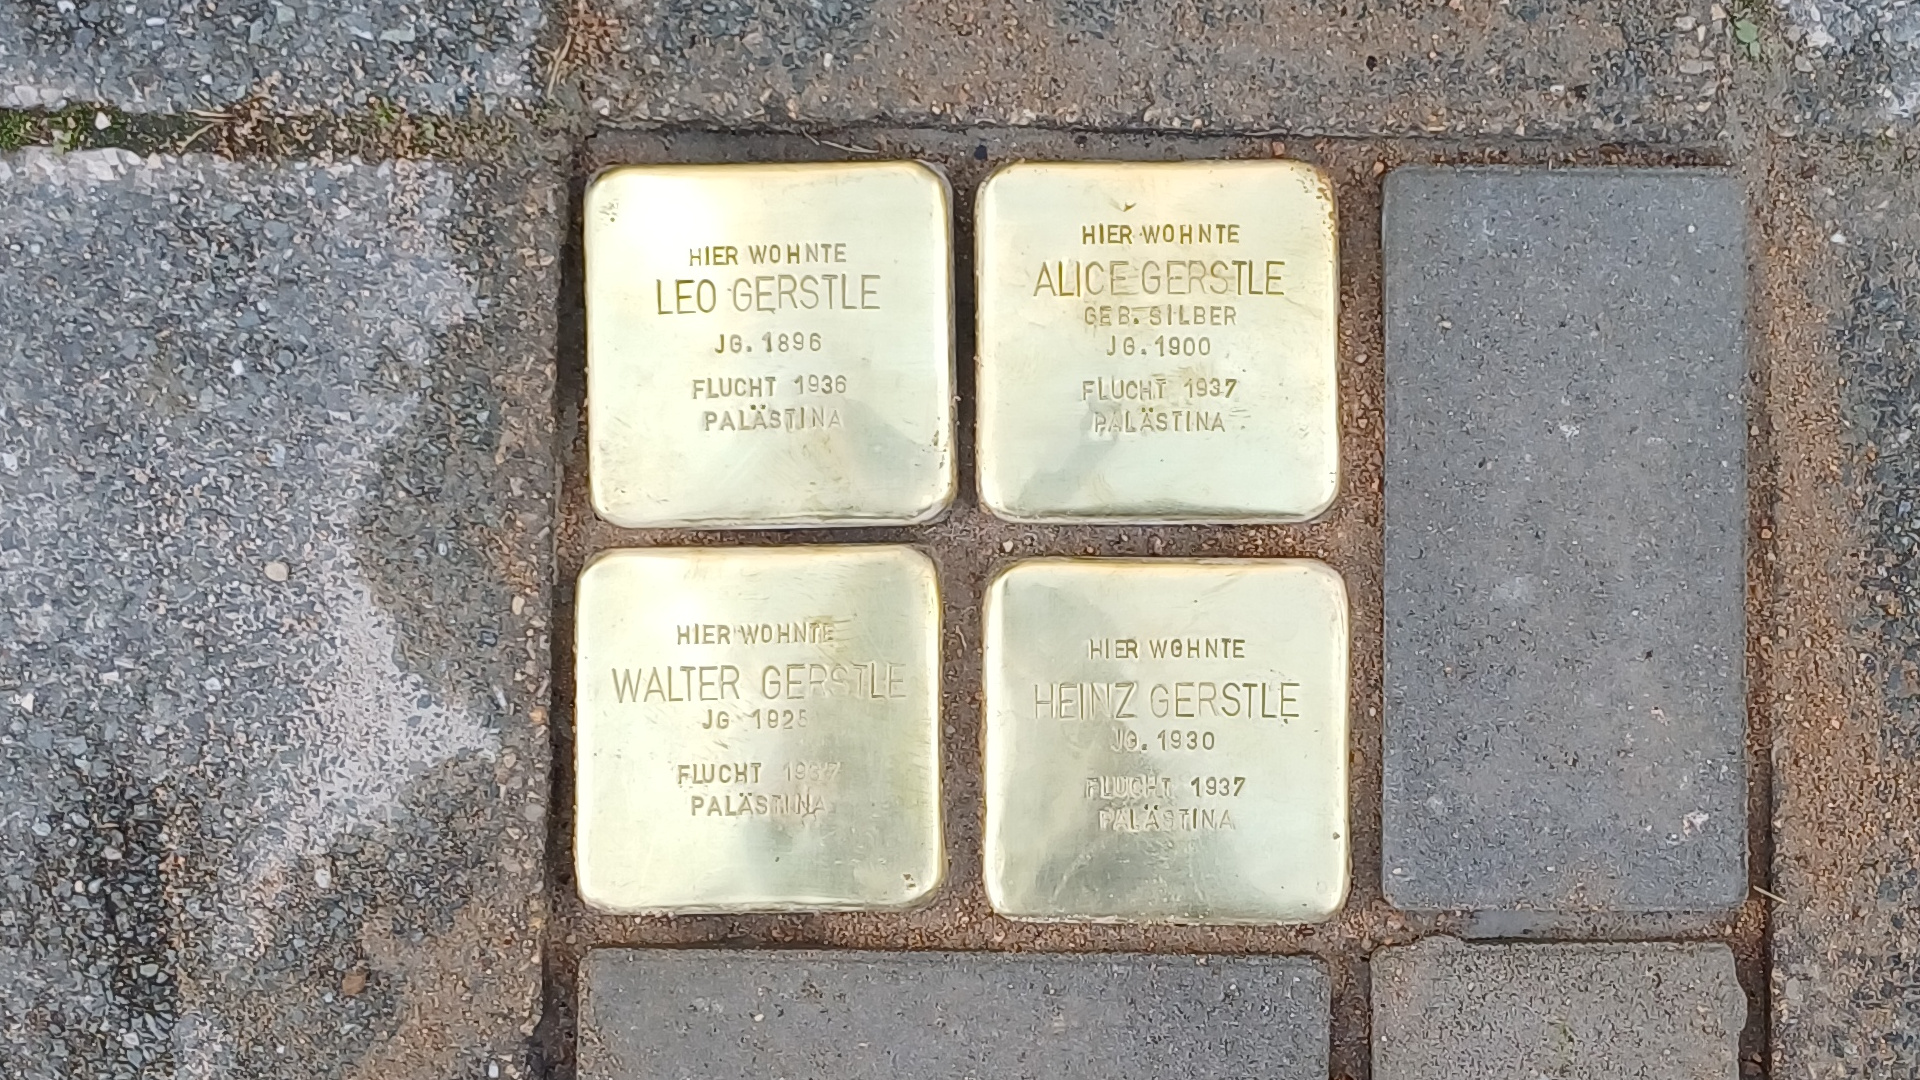 HIER WOHNTE
LEO GERSTLE
JG. 1896
FLUCHT 1936
PALÄSTINA
HIER WOHNTE
ALICE GERSTLE
GEB. SILBER
JG. 1900
FLUCHT 1937
PALÄSTINA
HIER WOHNTE
WALTER GERSTLE
JG. 1925
FLUCHT 1937
PALÄSTINA
HIER WOHNTE
HEINZ GERSTLE
JG. 1930
FLUCHT 1937
PALÄSTINA